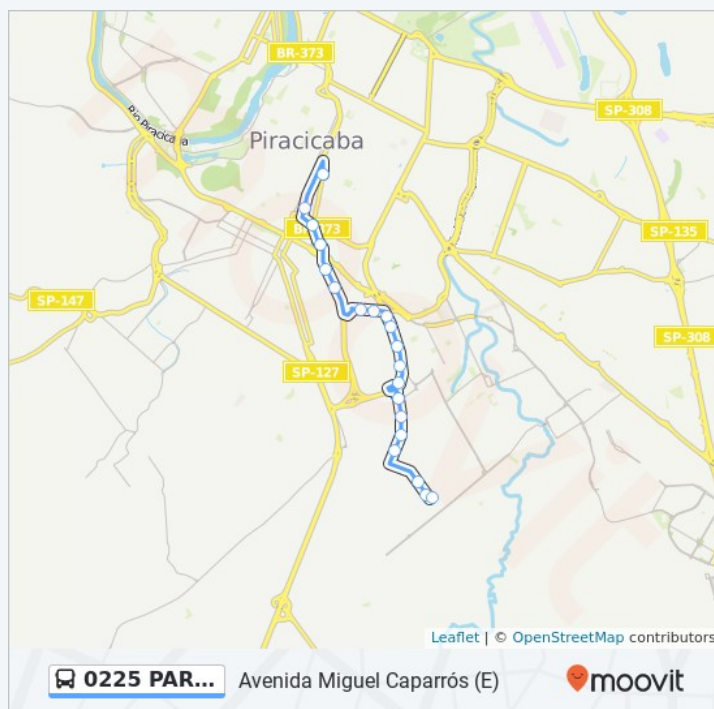 BR-373
SP-308
Rio Piracicaba
Piracicaba
BR-373
SP-135
SP-147
SP-308
SP-127
Leaflet | © OpenStreetMap contributors
0225 PAR... Avenida Miguel Caparrós (E) moovit